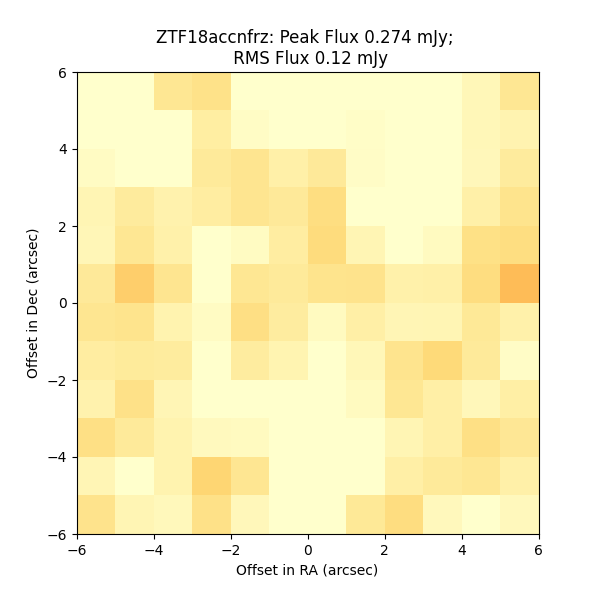 ZTF18accnfrz: Peak Flux 0.274 mJy;
RMS Flux 0.12 mJy
6
4
2
0
−2
−4
−6
Offset in Dec (arcsec)
−6 −4 −2 0 2 4 6
Offset in RA (arcsec)